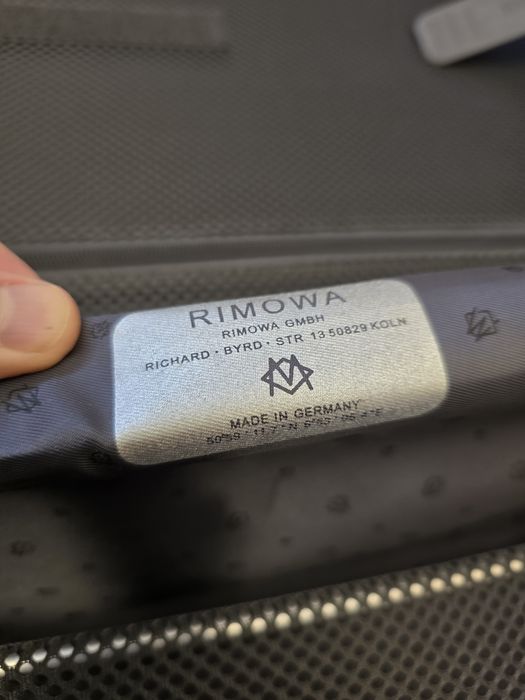 RIMOWA
RIMOWA GMBH
RICHARD · BYRD · STR 13 50829 KOLN
MADE IN GERMANY